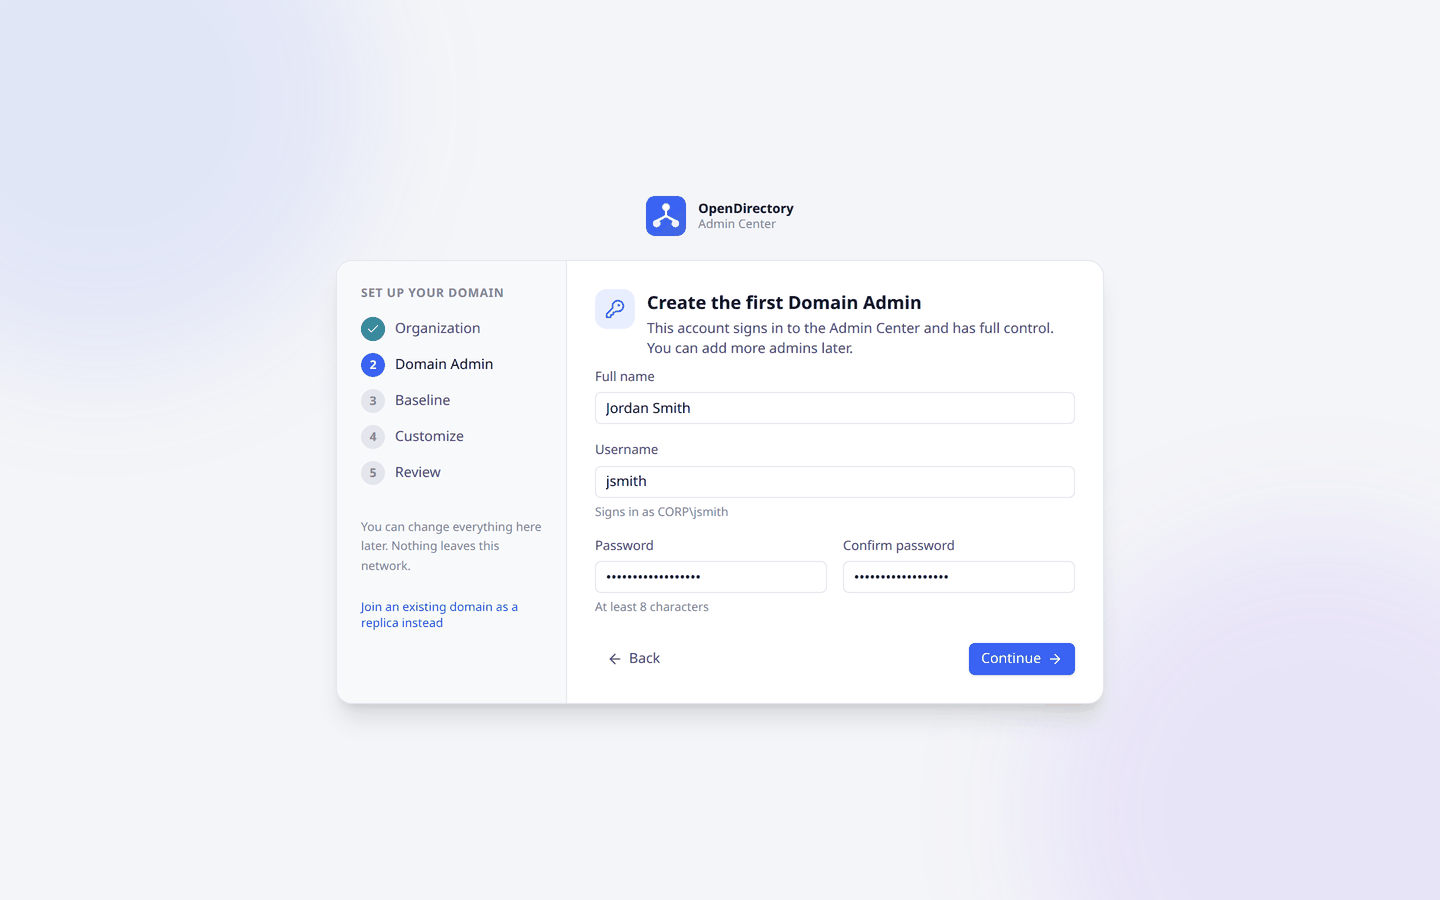 OpenDirectory
Admin Center
SET UP YOUR DOMAIN
Organization
2 Domain Admin
3 Baseline
4 Customize
5 Review
You can change everything here
later. Nothing leaves this
network.
Join an existing domain as a
replica instead
Create the first Domain Admin
This account signs in to the Admin Center and has full control.
You can add more admins later.
Full name
Jordan Smith
Username
jsmith
Signs in as CORP\jsmith
Password Confirm password
•••••••••••••••••• ••••••••••••••••••
At least 8 characters
Back Continue